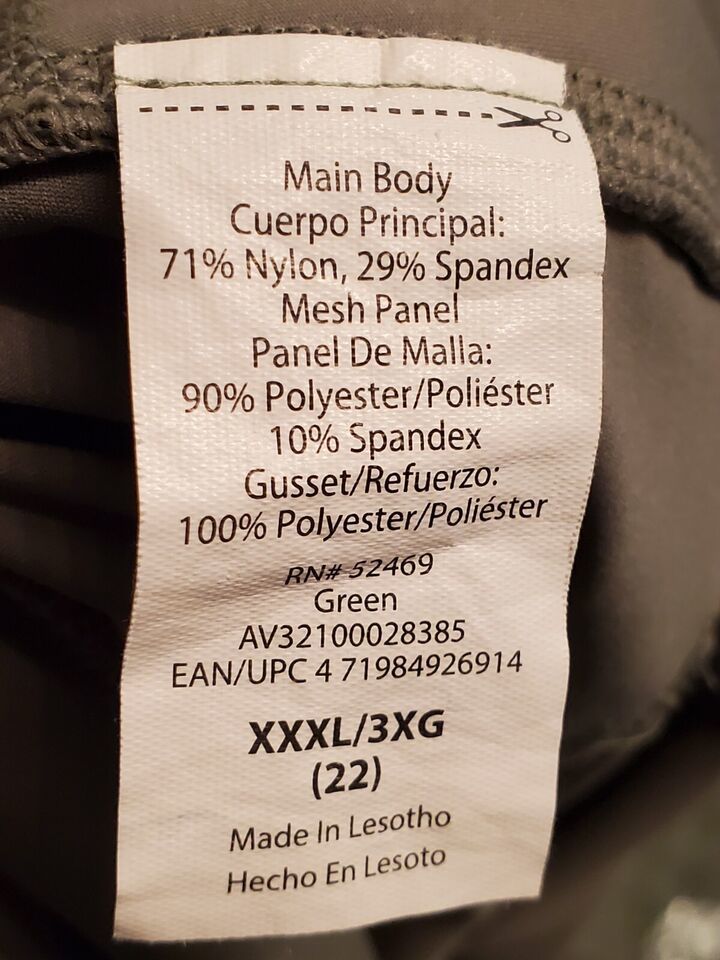 Main Body
Cuerpo Principal:
71% Nylon, 29% Spandex
Mesh Panel
Panel De Malla:
90% Polyester/Poliéster
10% Spandex
Gusset/Refuerzo:
100% Polyester/Poliéster
RN# 52469
Green
AV32100028385
EAN/UPC 4 71984926914
XXXL/3XG
(22)
Made In Lesotho
Hecho En Lesoto